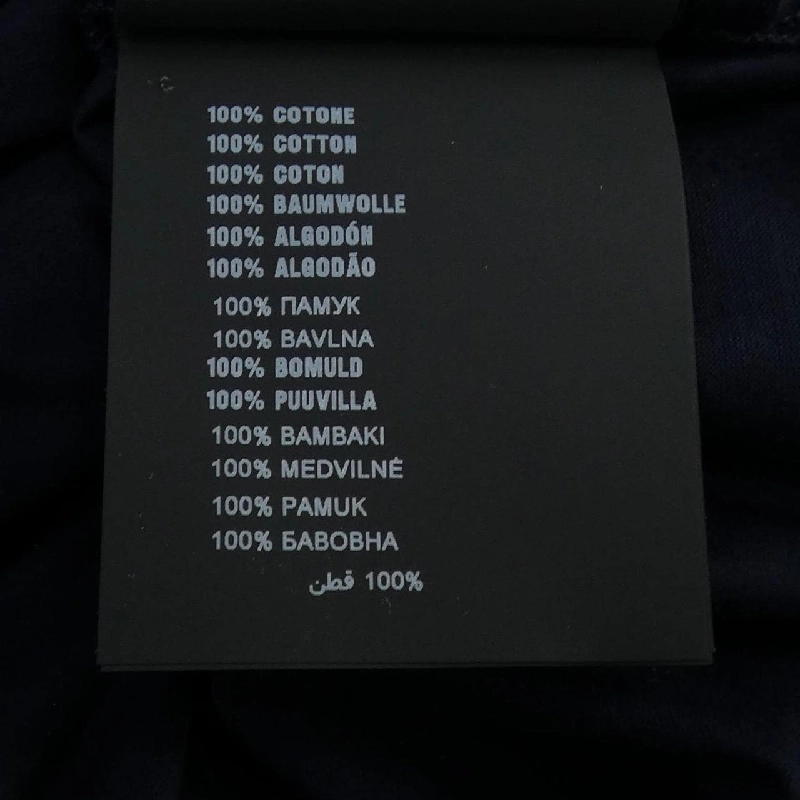 100% COTONE
100% COTTON
100% COTON
100% BAUMWOLLE
100% ALGODÓN
100% ALGODÃO
100% ПАМУК
100% BAVLNA
100% BOMULD
100% PUUVILLA
100% BAMBAKI
100% MEDVILNĖ
100% PAMUK
100% БАВОВНА
100% قطن